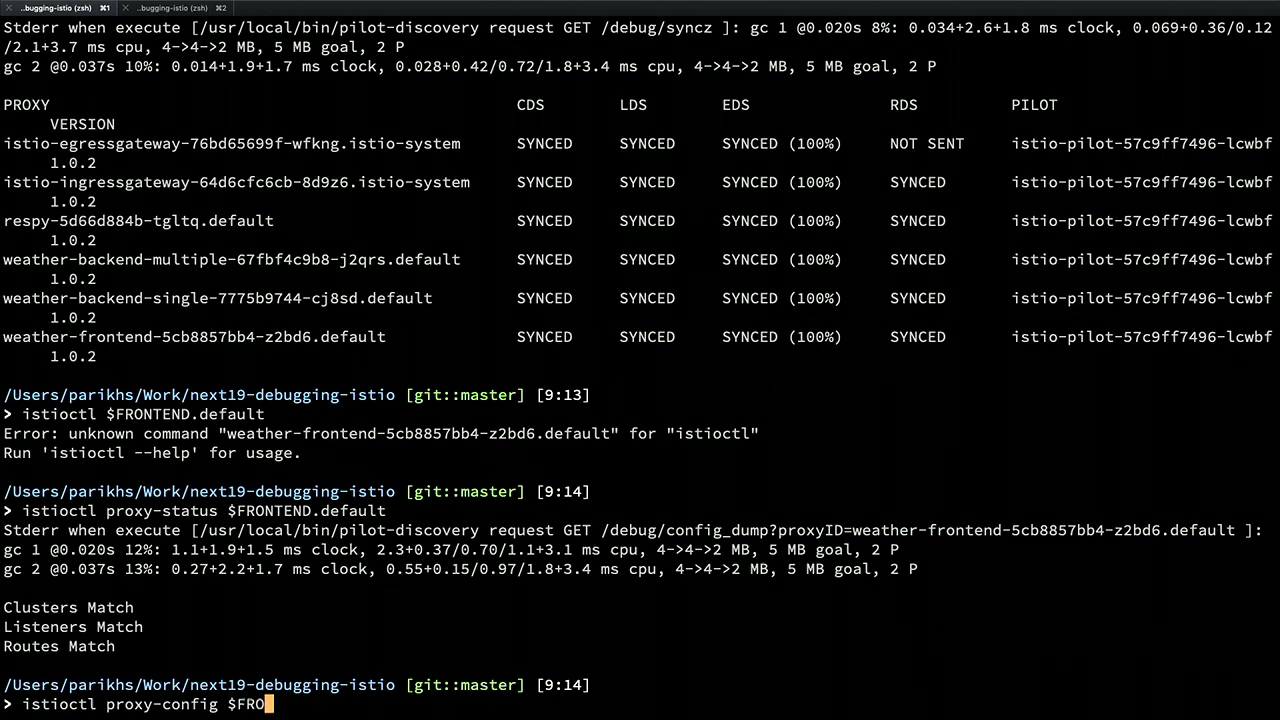 ..bugging-istio (zsh) ⌘1 ..bugging-istio (zsh) ⌘2
Stderr when execute [/usr/local/bin/pilot-discovery request GET /debug/syncz ]: gc 1 @0.020s 8%: 0.034+2.6+1.8 ms clock, 0.069+0.36/0.12
/2.1+3.7 ms cpu, 4->4->2 MB, 5 MB goal, 2 P
gc 2 @0.037s 10%: 0.014+1.9+1.7 ms clock, 0.028+0.42/0.72/1.8+3.4 ms cpu, 4->4->2 MB, 5 MB goal, 2 P
PROXY CDS LDS EDS RDS PILOT
VERSION
istio-egressgateway-76bd65699f-wfkng.istio-system SYNCED SYNCED SYNCED (100%) NOT SENT istio-pilot-57c9ff7496-lcwbf
1.0.2
istio-ingressgateway-64d6cfc6cb-8d9z6.istio-system SYNCED SYNCED SYNCED (100%) SYNCED istio-pilot-57c9ff7496-lcwbf
1.0.2
respy-5d66d884b-tgltq.default SYNCED SYNCED SYNCED (100%) SYNCED istio-pilot-57c9ff7496-lcwbf
1.0.2
weather-backend-multiple-67fbf4c9b8-j2qrs.default SYNCED SYNCED SYNCED (100%) SYNCED istio-pilot-57c9ff7496-lcwbf
1.0.2
weather-backend-single-7775b9744-cj8sd.default SYNCED SYNCED SYNCED (100%) SYNCED istio-pilot-57c9ff7496-lcwbf
1.0.2
weather-frontend-5cb8857bb4-z2bd6.default SYNCED SYNCED SYNCED (100%) SYNCED istio-pilot-57c9ff7496-lcwbf
1.0.2
/Users/parikhs/Work/next19-debugging-istio [git::master] [9:13]
> istioctl $FRONTEND.default
Error: unknown command "weather-frontend-5cb8857bb4-z2bd6.default" for "istioctl"
Run 'istioctl --help' for usage.
/Users/parikhs/Work/next19-debugging-istio [git::master] [9:14]
> istioctl proxy-status $FRONTEND.default
Stderr when execute [/usr/local/bin/pilot-discovery request GET /debug/config_dump?proxyID=weather-frontend-5cb8857bb4-z2bd6.default ]:
gc 1 @0.020s 12%: 1.1+1.9+1.5 ms clock, 2.3+0.37/0.70/1.1+3.1 ms cpu, 4->4->2 MB, 5 MB goal, 2 P
gc 2 @0.037s 13%: 0.27+2.2+1.7 ms clock, 0.55+0.15/0.97/1.8+3.4 ms cpu, 4->4->2 MB, 5 MB goal, 2 P
Clusters Match
Listeners Match
Routes Match
/Users/parikhs/Work/next19-debugging-istio [git::master] [9:14]
> istioctl proxy-config $FRO